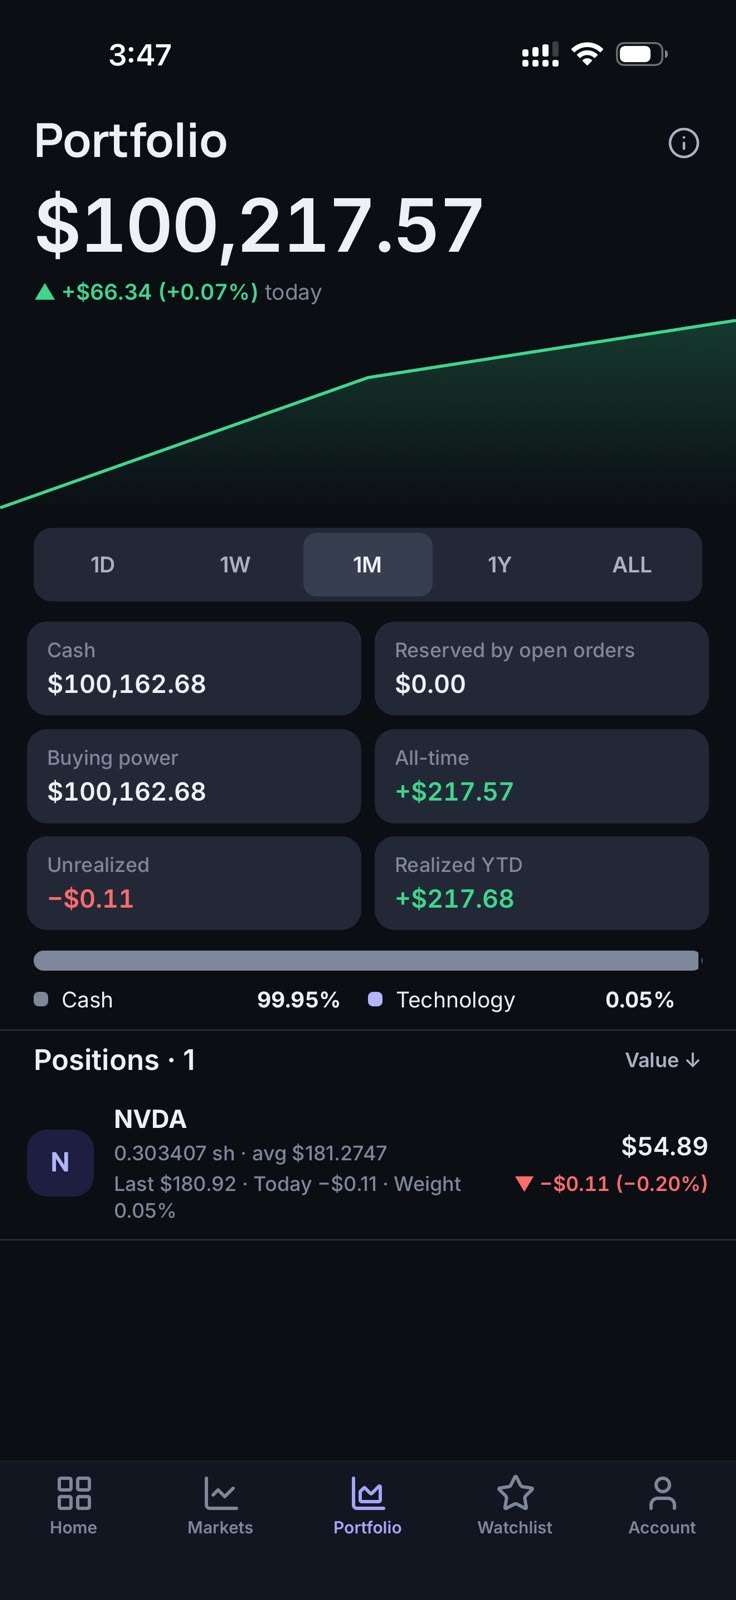 3:47
Portfolio
$100,217.57
▲ +$66.34 (+0.07%) today
1D 1W 1M 1Y ALL
Cash
$100,162.68
Reserved by open orders
$0.00
Buying power
$100,162.68
All-time
+$217.57
Unrealized
−$0.11
Realized YTD
+$217.68
Cash 99.95% Technology 0.05%
Positions · 1 Value ↓
N
NVDA
0.303407 sh · avg $181.2747
Last $180.92 · Today −$0.11 · Weight
0.05%
$54.89
▼ −$0.11 (−0.20%)
Home Markets Portfolio Watchlist Account